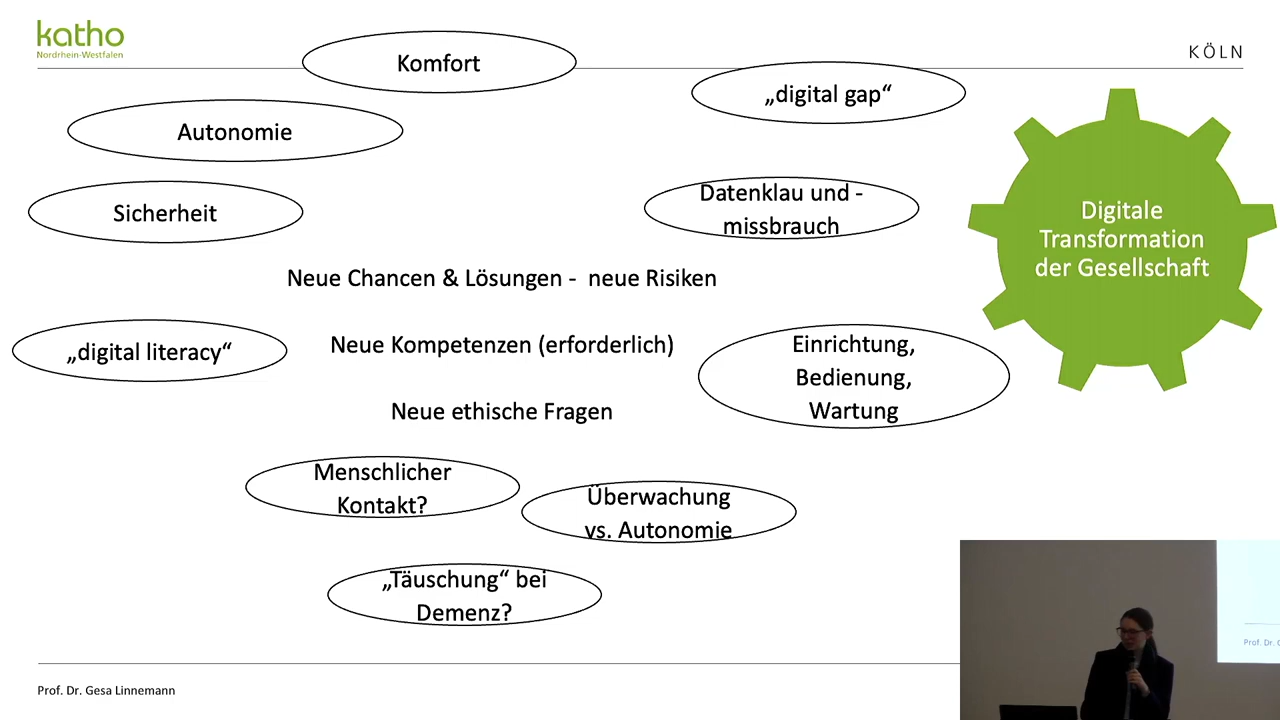 katho
Nordrhein-Westfalen
KÖLN
Komfort
„digital gap“
Autonomie
Sicherheit
Datenklau und -
missbrauch
Digitale
Transformation
der Gesellschaft
Neue Chancen & Lösungen - neue Risiken
„digital literacy“
Neue Kompetenzen (erforderlich)
Einrichtung,
Bedienung,
Wartung
Neue ethische Fragen
Menschlicher
Kontakt?
Überwachung
vs. Autonomie
„Täuschung“ bei
Demenz?
Prof. Dr. Gesa Linnemann
Prof. Dr.